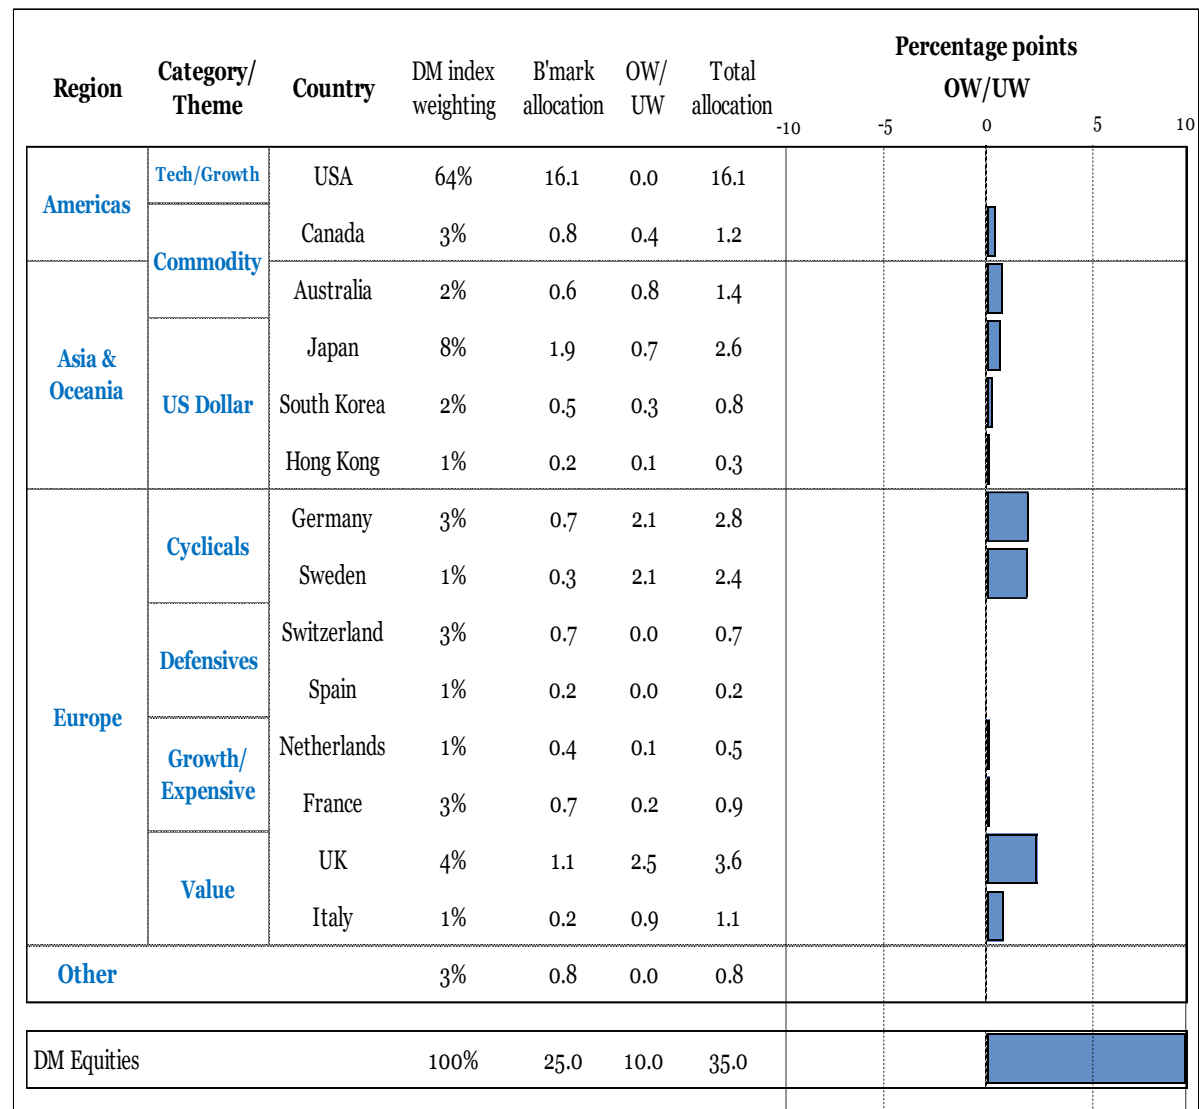 Percentage points
OW/UW
Region Category/ Theme Country DM index weighting B'mark allocation OW/ UW Total allocation
-10 -5 0 5 10
Americas
Tech/Growth USA 64% 16.1 0.0 16.1
Commodity
Canada 3% 0.8 0.4 1.2
Asia & Oceania
Australia 2% 0.6 0.8 1.4
US Dollar
Japan 8% 1.9 0.7 2.6
South Korea 2% 0.5 0.3 0.8
Hong Kong 1% 0.2 0.1 0.3
Europe
Cyclicals
Germany 3% 0.7 2.1 2.8
Sweden 1% 0.3 2.1 2.4
Defensives
Switzerland 3% 0.7 0.0 0.7
Spain 1% 0.2 0.0 0.2
Growth/ Expensive
Netherlands 1% 0.4 0.1 0.5
France 3% 0.7 0.2 0.9
Value
UK 4% 1.1 2.5 3.6
Italy 1% 0.2 0.9 1.1
Other 3% 0.8 0.0 0.8
DM Equities 100% 25.0 10.0 35.0